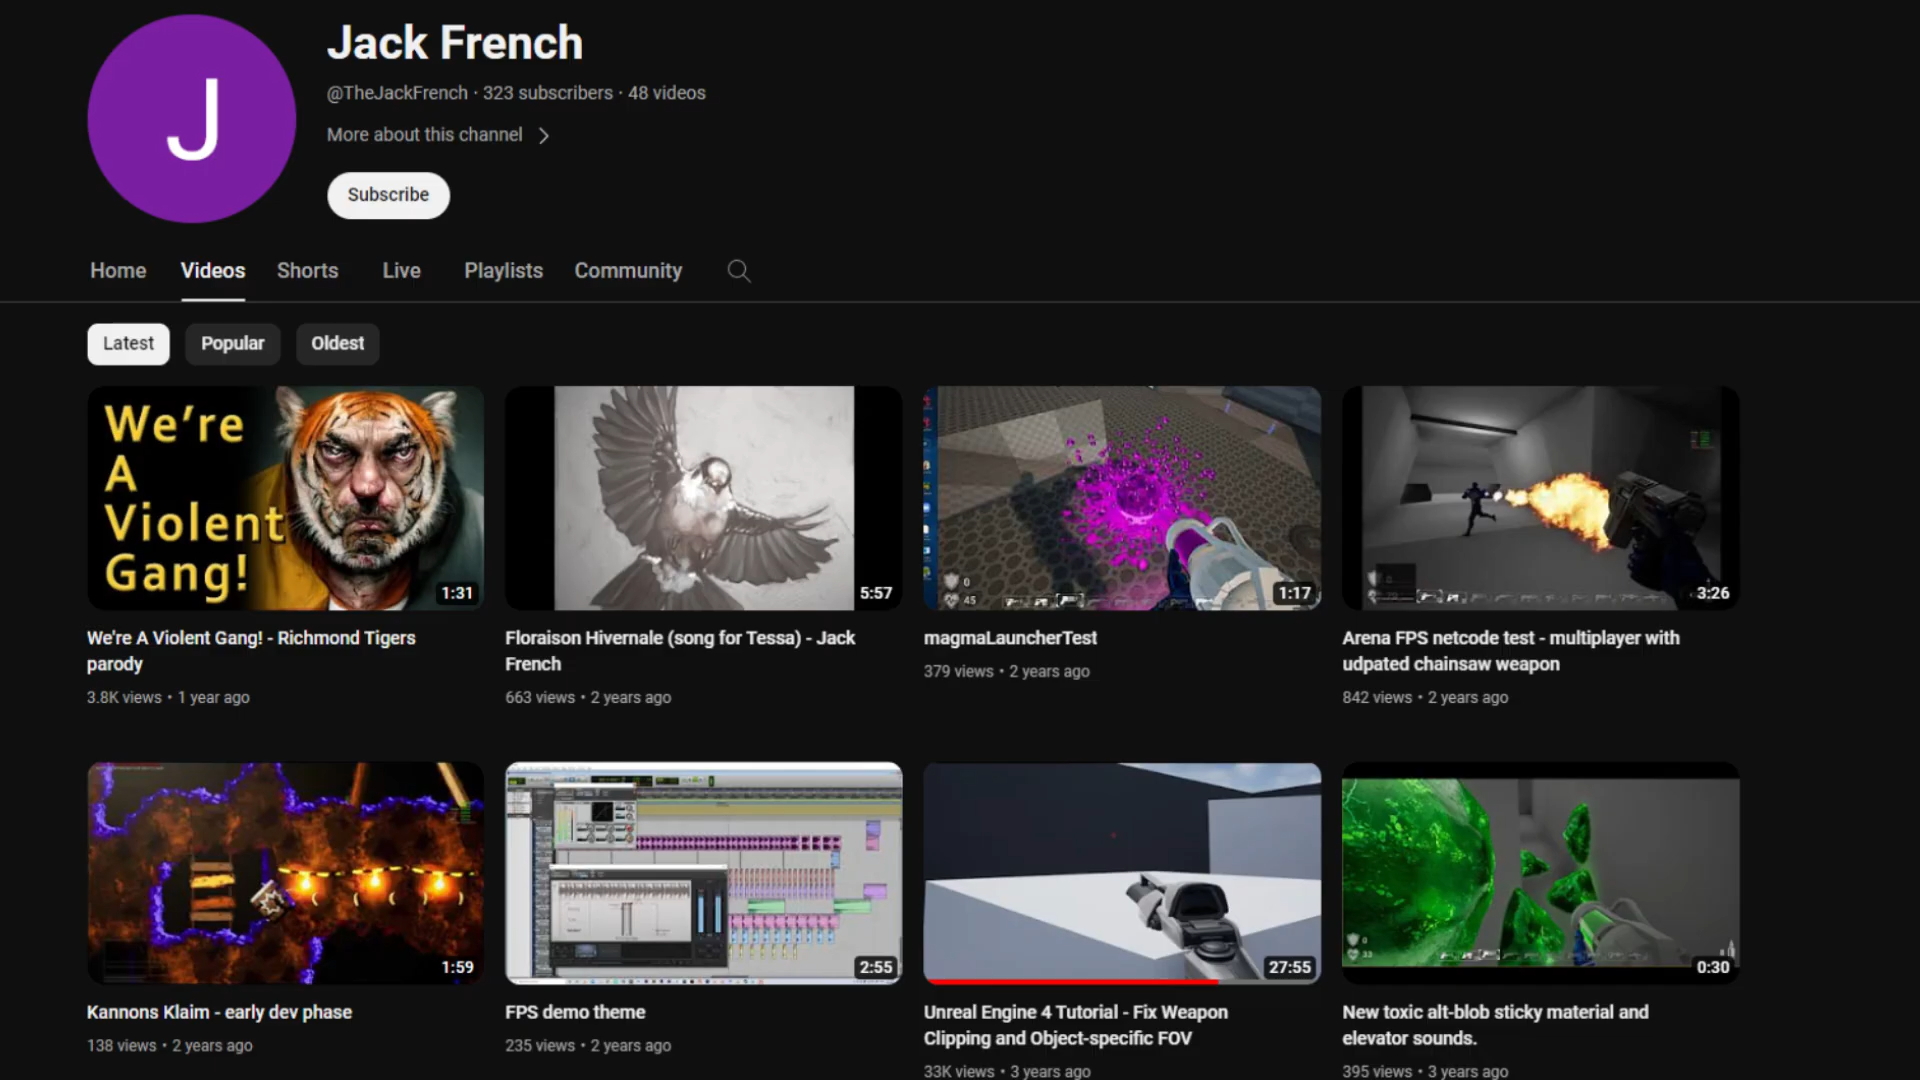 J
Jack French
@TheJackFrench · 323 subscribers · 48 videos
More about this channel
Subscribe
Home Videos Shorts Live Playlists Community
Latest Popular Oldest
We're
A
Violent
Gang!
1:31
5:57
0
45
1:17
3:26
We're A Violent Gang! - Richmond Tigers
parody
3.8K views • 1 year ago
Floraison Hivernale (song for Tessa) - Jack
French
663 views • 2 years ago
magmaLauncherTest
379 views • 2 years ago
Arena FPS netcode test - multiplayer with
udpated chainsaw weapon
842 views • 2 years ago
1:59
2:55
27:55
0
33
0:30
Kannons Klaim - early dev phase
138 views • 2 years ago
FPS demo theme
235 views • 2 years ago
Unreal Engine 4 Tutorial - Fix Weapon
Clipping and Object-specific FOV
33K views • 3 years ago
New toxic alt-blob sticky material and
elevator sounds.
395 views • 3 years ago